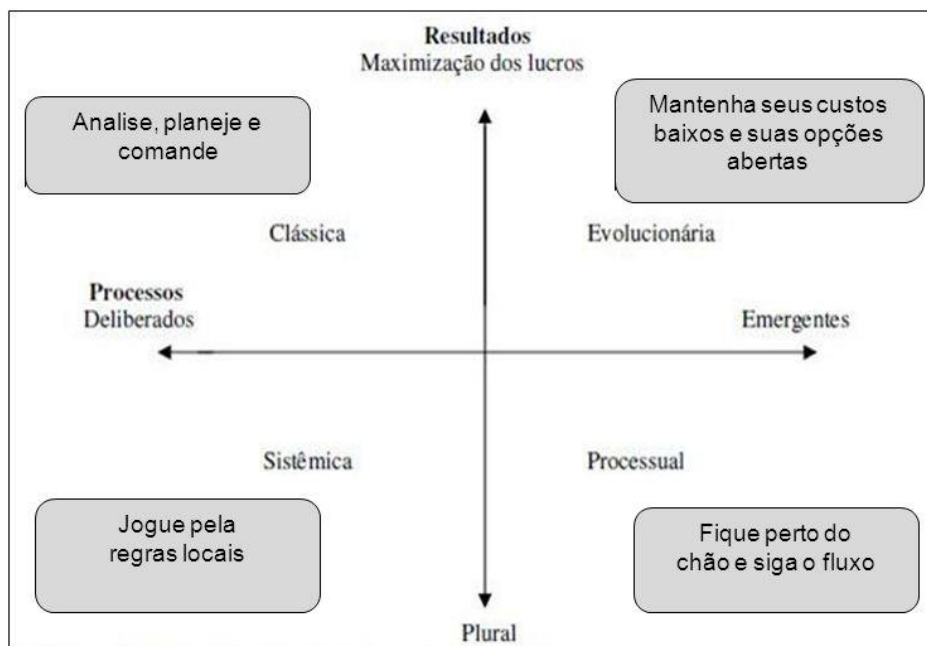 Resultados
Maximização dos lucros
Analise, planeje e
comande
Mantenha seus custos
baixos e suas opções
abertas
Clássica
Evolucionária
Processos
Deliberados
Emergentes
Sistêmica
Processual
Jogue pela
regras locais
Fique perto do
chão e siga o fluxo
Plural